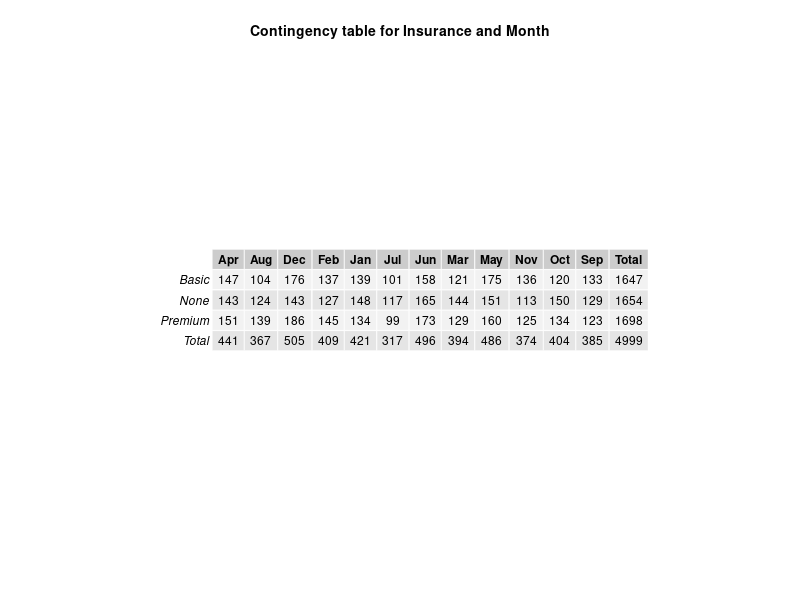 Contingency table for Insurance and Month
Apr Aug Dec Feb Jan Jul Jun Mar May Nov Oct Sep Total
Basic 147 104 176 137 139 101 158 121 175 136 120 133 1647
None 143 124 143 127 148 117 165 144 151 113 150 129 1654
Premium 151 139 186 145 134 99 173 129 160 125 134 123 1698
Total 441 367 505 409 421 317 496 394 486 374 404 385 4999